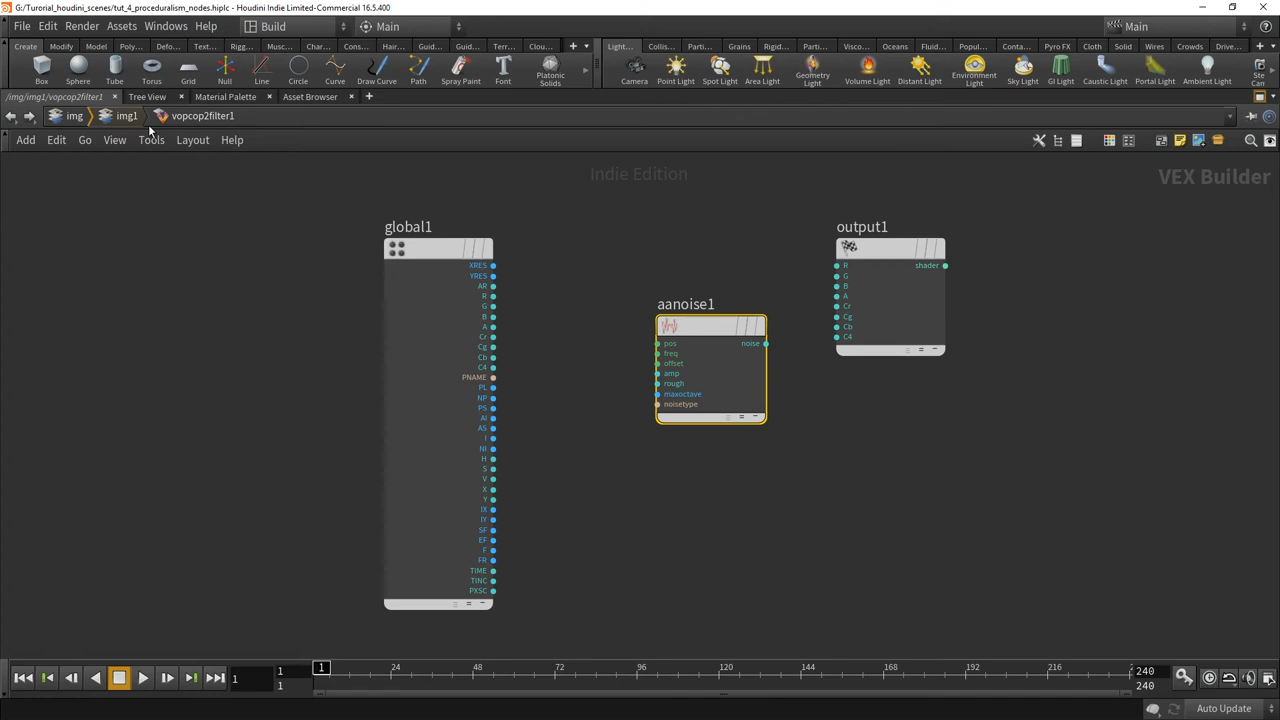 G:/Turorial_houdini_scenes/tut_4_proceduralism_nodes.hiplc - Houdini Indie Limited-Commercial 16.5.400
File Edit Render Assets Windows Help Build Main Main
Create Modify Model Poly... Defo... Text... Rigg... Musc... Char... Cons... Hair... Guid... Guid... Terr... Clou... Light... Collis... Parti... Grains Rigid... Parti... Visco... Oceans Fluid... Popul... Conta... Pyro FX Cloth Solid Wires Crowds Drive...
Box Sphere Tube Torus Grid Null Line Circle Curve Draw Curve Path Spray Paint Font Platonic Solids Camera Point Light Spot Light Area Light Geometry Light Volume Light Distant Light Environment Light Sky Light GI Light Caustic Light Portal Light Ambient Light Ste Can
/img/img1/vopcop2filter1 Tree View Material Palette Asset Browser
img img1 vopcop2filter1
Add Edit Go View Tools Layout Help
Indie Edition
VEX Builder
global1
XRES
YRES
AR
R
G
B
A
Cr
Cg
Cb
C4
PNAME
PL
NP
PS
AI
AS
I
NI
H
S
V
X
Y
IX
IY
SF
EF
F
FR
TIME
TINC
PXSC
aanoise1
pos noise
freq
offset
amp
rough
maxoctave
noisetype
output1
R shader
G
B
A
Cr
Cg
Cb
C4
1 1 1 24 48 72 96 120 144 168 192 216 2 240
1 240
Auto Update